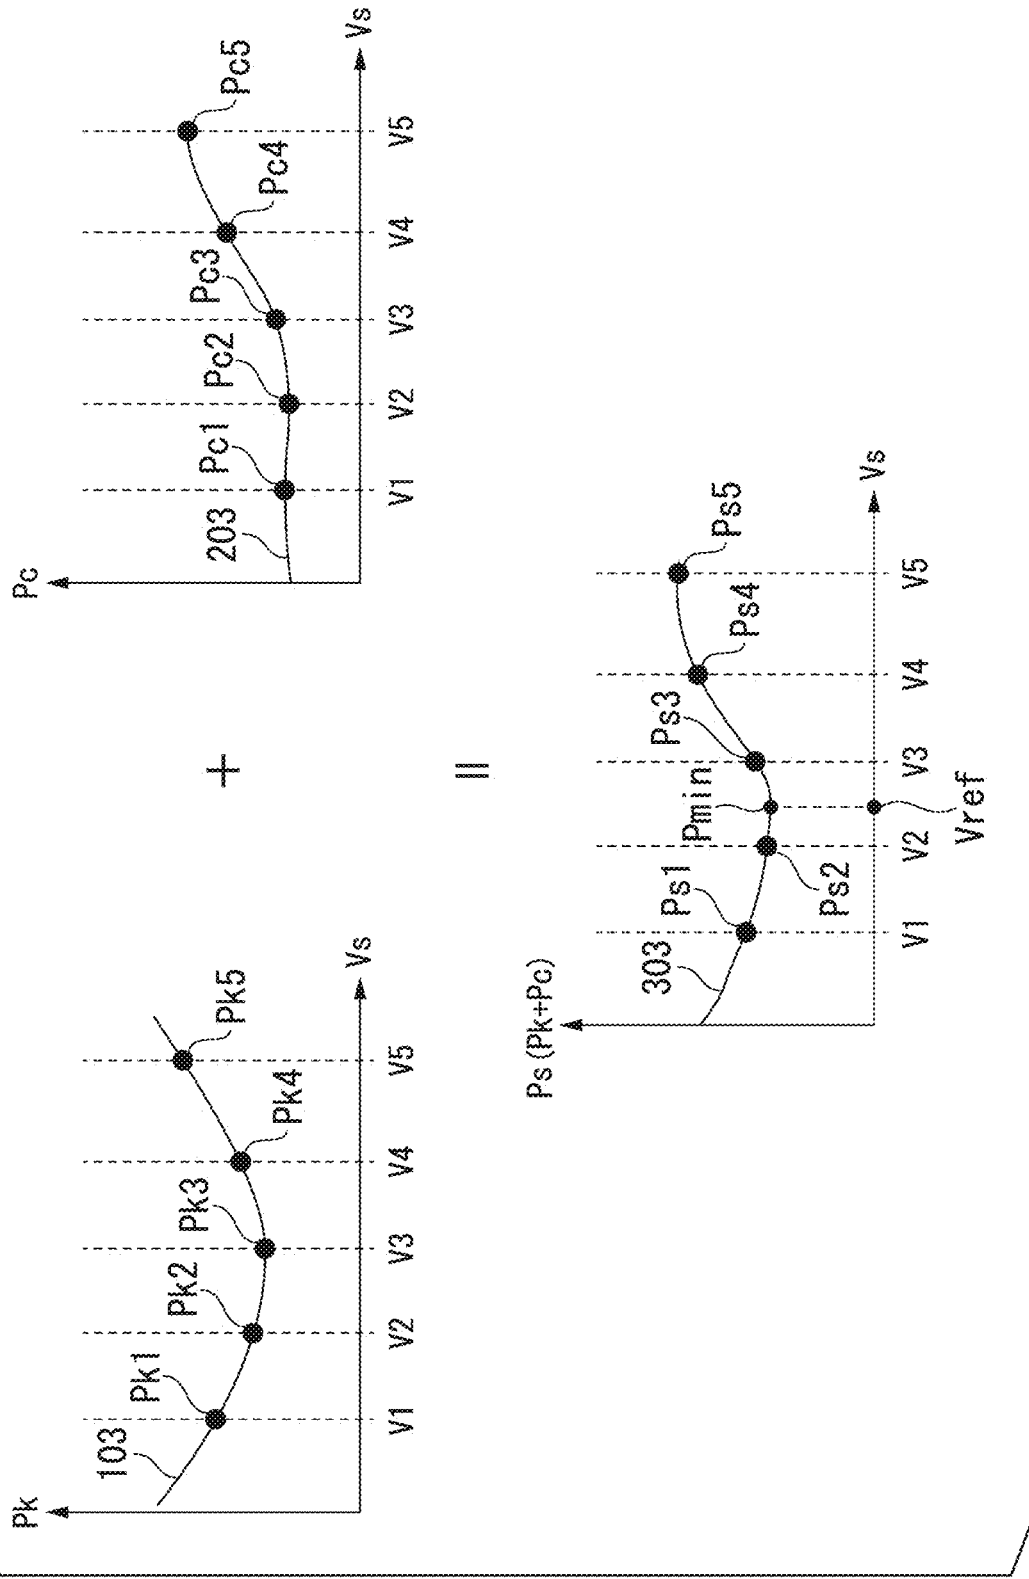 Pk
103
Pk1
Pk2
Pk3
Pk4
Pk5
V1
V2
V3
V4
V5
Vs
+
Pc
203
Pc1
Pc2
Pc3
Pc4
Pc5
V1
V2
V3
V4
V5
Vs
=
Ps(Pk+Pc)
303
Ps1
Ps2
Pmin
Ps3
Ps4
Ps5
V1
V2
V3
V4
V5
Vs
Vref